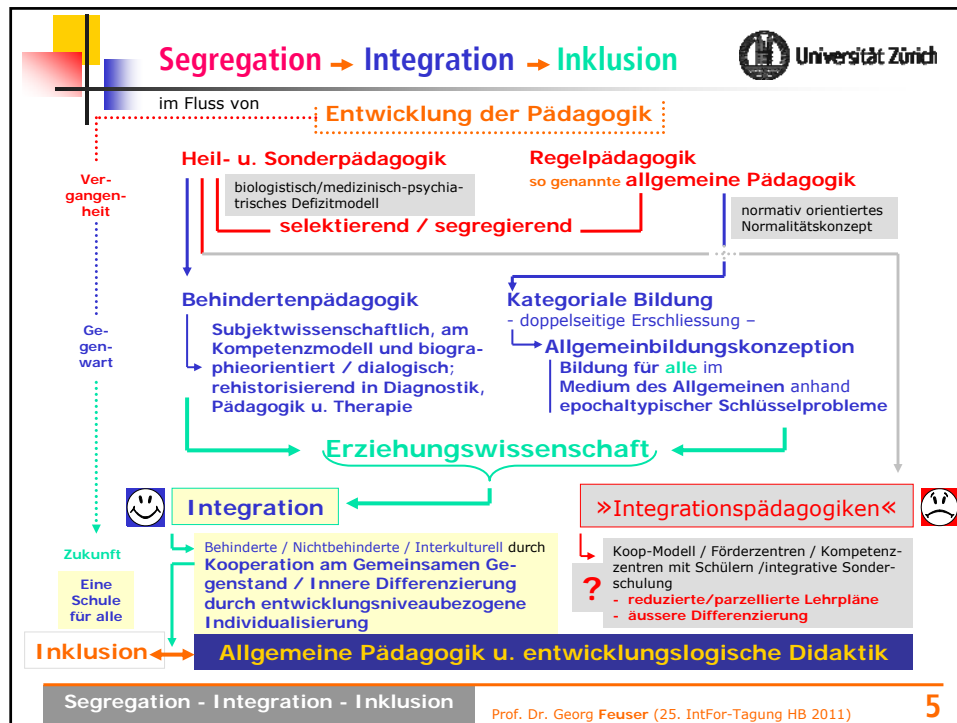 Segregation → Integration → Inklusion
Universität Zürich
im Fluss von
Entwicklung der Pädagogik
Heil- u. Sonderpädagogik
Regelpädagogik
so genannte allgemeine Pädagogik
Ver-
gangen-
heit
biologistisch/medizinisch-psychia-
trisches Defizitmodell
selektierend / segregierend
normativ orientiertes
Normalitätskonzept
Behindertenpädagogik
Kategoriale Bildung
- doppelseitige Erschliessung –
Ge-
gen-
wart
Subjektwissenschaftlich, am
Kompetenzmodell und biogra-
phieorientiert / dialogisch;
rehistorisierend in Diagnostik,
Pädagogik u. Therapie
Allgemeinbildungskonzeption
Bildung für alle im
Medium des Allgemeinen anhand
epochaltypischer Schlüsselprobleme
Erziehungswissenschaft
Integration
»Integrationspädagogiken«
Zukunft
Eine
Schule
für alle
Behinderte / Nichtbehinderte / Interkulturell durch
Kooperation am Gemeinsamen Ge-
genstand / Innere Differenzierung
durch entwicklungsniveaubezogene
Individualisierung
?
Koop-Modell / Förderzentren / Kompetenz-
zentren mit Schülern /integrative Sonder-
schulung
- reduzierte/parzellierte Lehrpläne
- äussere Differenzierung
Inklusion
Allgemeine Pädagogik u. entwicklungslogische Didaktik
Segregation - Integration - Inklusion
Prof. Dr. Georg Feuser (25. IntFor-Tagung HB 2011)
5